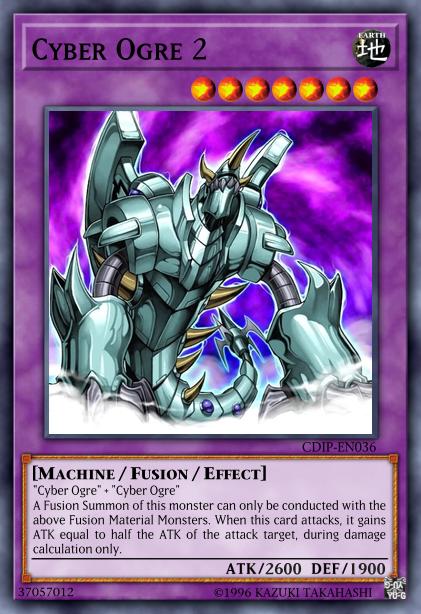 Cyber Ogre 2
EARTH
地
CDIP-EN036
[Machine / Fusion / Effect]
"Cyber Ogre" + "Cyber Ogre"
A Fusion Summon of this monster can only be conducted with the
above Fusion Material Monsters. When this card attacks, it gains
ATK equal to half the ATK of the attack target, during damage
calculation only.
ATK/2600 DEF/1900
37057012
©1996 KAZUKI TAKAHASHI